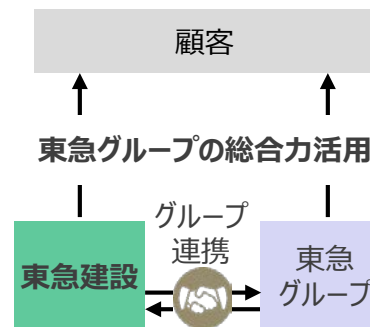 顧客
東急グループの総合力活用
グループ
連携
東急建設
東急
グループ